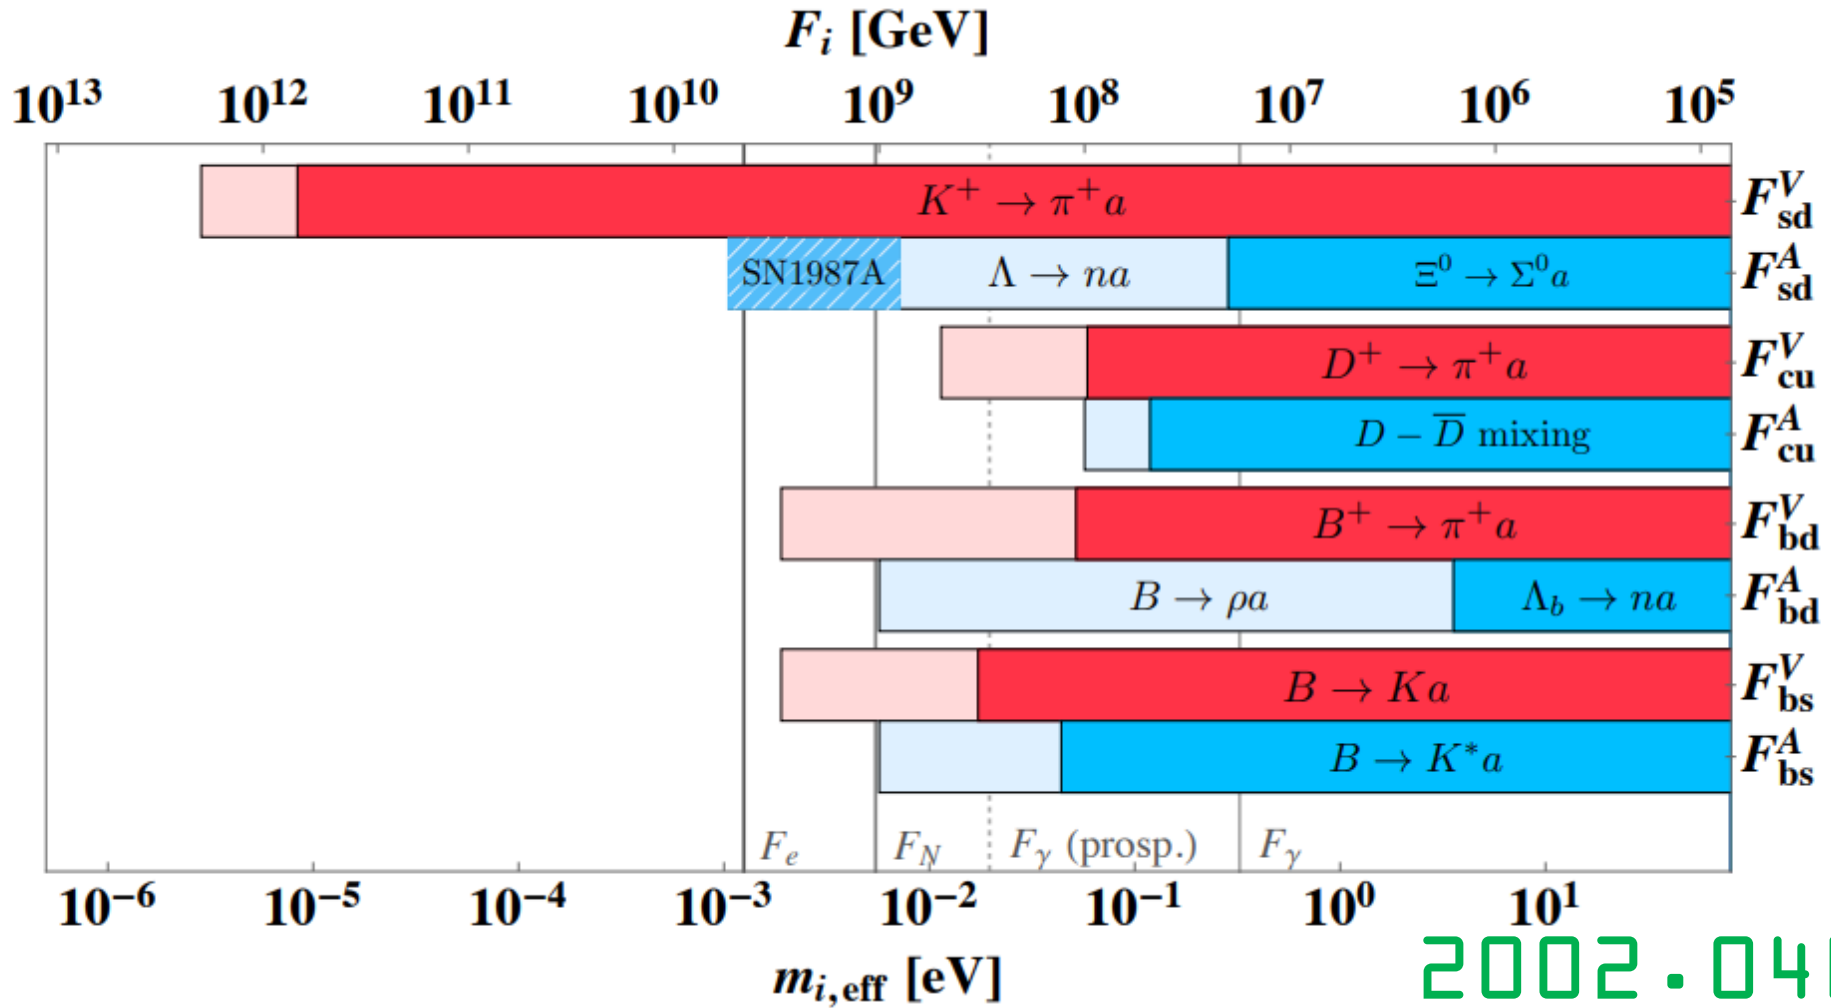 F_i [GeV]
10^13 10^12 10^11 10^10 10^9 10^8 10^7 10^6 10^5
K^+ → π^+ a F^V_sd
SN1987A Λ → na Ξ^0 → Σ^0 a F^A_sd
D^+ → π^+ a F^V_cu
D − D̅ mixing F^A_cu
B^+ → π^+ a F^V_bd
B → ρa Λ_b → na F^A_bd
B → Ka F^V_bs
B → K^* a F^A_bs
F_e F_N F_γ (prosp.) F_γ
10^−6 10^−5 10^−4 10^−3 10^−2 10^−1 10^0 10^1
m_i,eff [eV]
2002.04